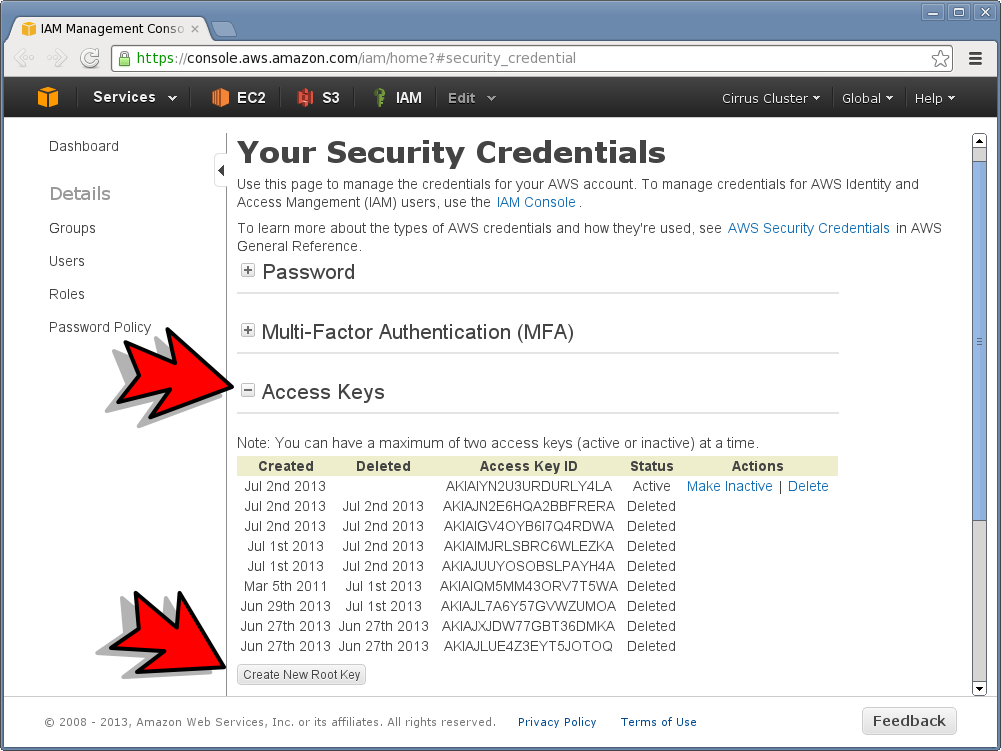 IAM Management Conso
https://console.aws.amazon.com/iam/home?#security_credential
Services EC2 S3 IAM Edit Cirrus Cluster Global Help
Dashboard
Details
Groups
Users
Roles
Password Policy
Your Security Credentials
Use this page to manage the credentials for your AWS account. To manage credentials for AWS Identity and
Access Mangement (IAM) users, use the IAM Console .
To learn more about the types of AWS credentials and how they're used, see AWS Security Credentials in AWS
General Reference.
Password
Multi-Factor Authentication (MFA)
Access Keys
Note: You can have a maximum of two access keys (active or inactive) at a time.
Created Deleted Access Key ID Status Actions
Jul 2nd 2013 AKIAIYN2U3URDURLY4LA Active Make Inactive | Delete
Jul 2nd 2013 Jul 2nd 2013 AKIAJN2E6HQA2BBFRERA Deleted
Jul 2nd 2013 Jul 2nd 2013 AKIAIGV4OYB6I7Q4RDWA Deleted
Jul 1st 2013 Jul 2nd 2013 AKIAIMJRLSBRC6WLEZKA Deleted
Jul 1st 2013 Jul 2nd 2013 AKIAJUUYOSOBSLPAYH4A Deleted
Mar 5th 2011 Jul 1st 2013 AKIAIQM5MM43ORV7T5WA Deleted
Jun 29th 2013 Jul 1st 2013 AKIAJL7A6Y57GVWZUMOA Deleted
Jun 27th 2013 Jun 27th 2013 AKIAJXJDW77GBT36DMKA Deleted
Jun 27th 2013 Jun 27th 2013 AKIAJLUE4Z3EYT5JOTOQ Deleted
Create New Root Key
© 2008 - 2013, Amazon Web Services, Inc. or its affiliates. All rights reserved. Privacy Policy Terms of Use Feedback